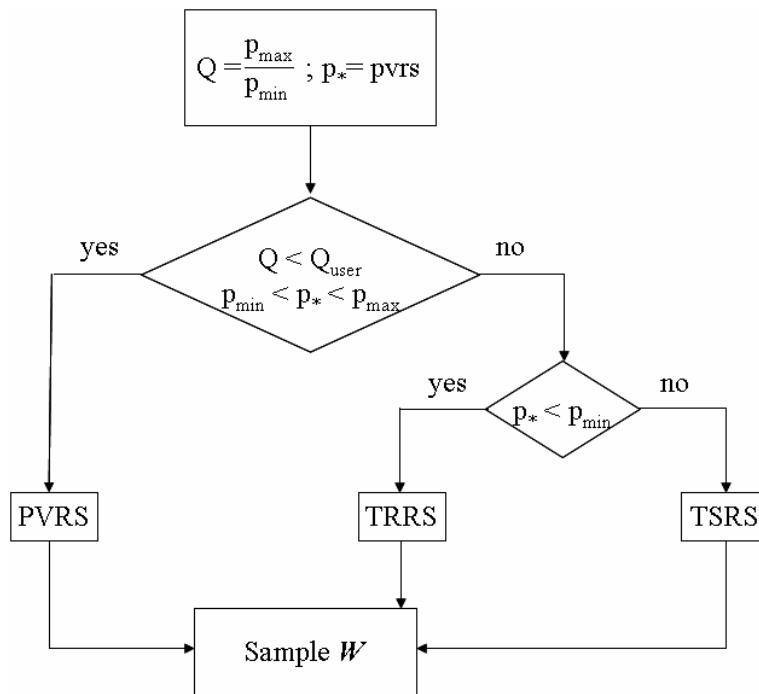 Q = p_max / p_min ; p_* = pvrs
yes
no
Q < Q_user
p_min < p_* < p_max
yes
no
p_* < p_min
PVRS
TRRS
TSRS
Sample W